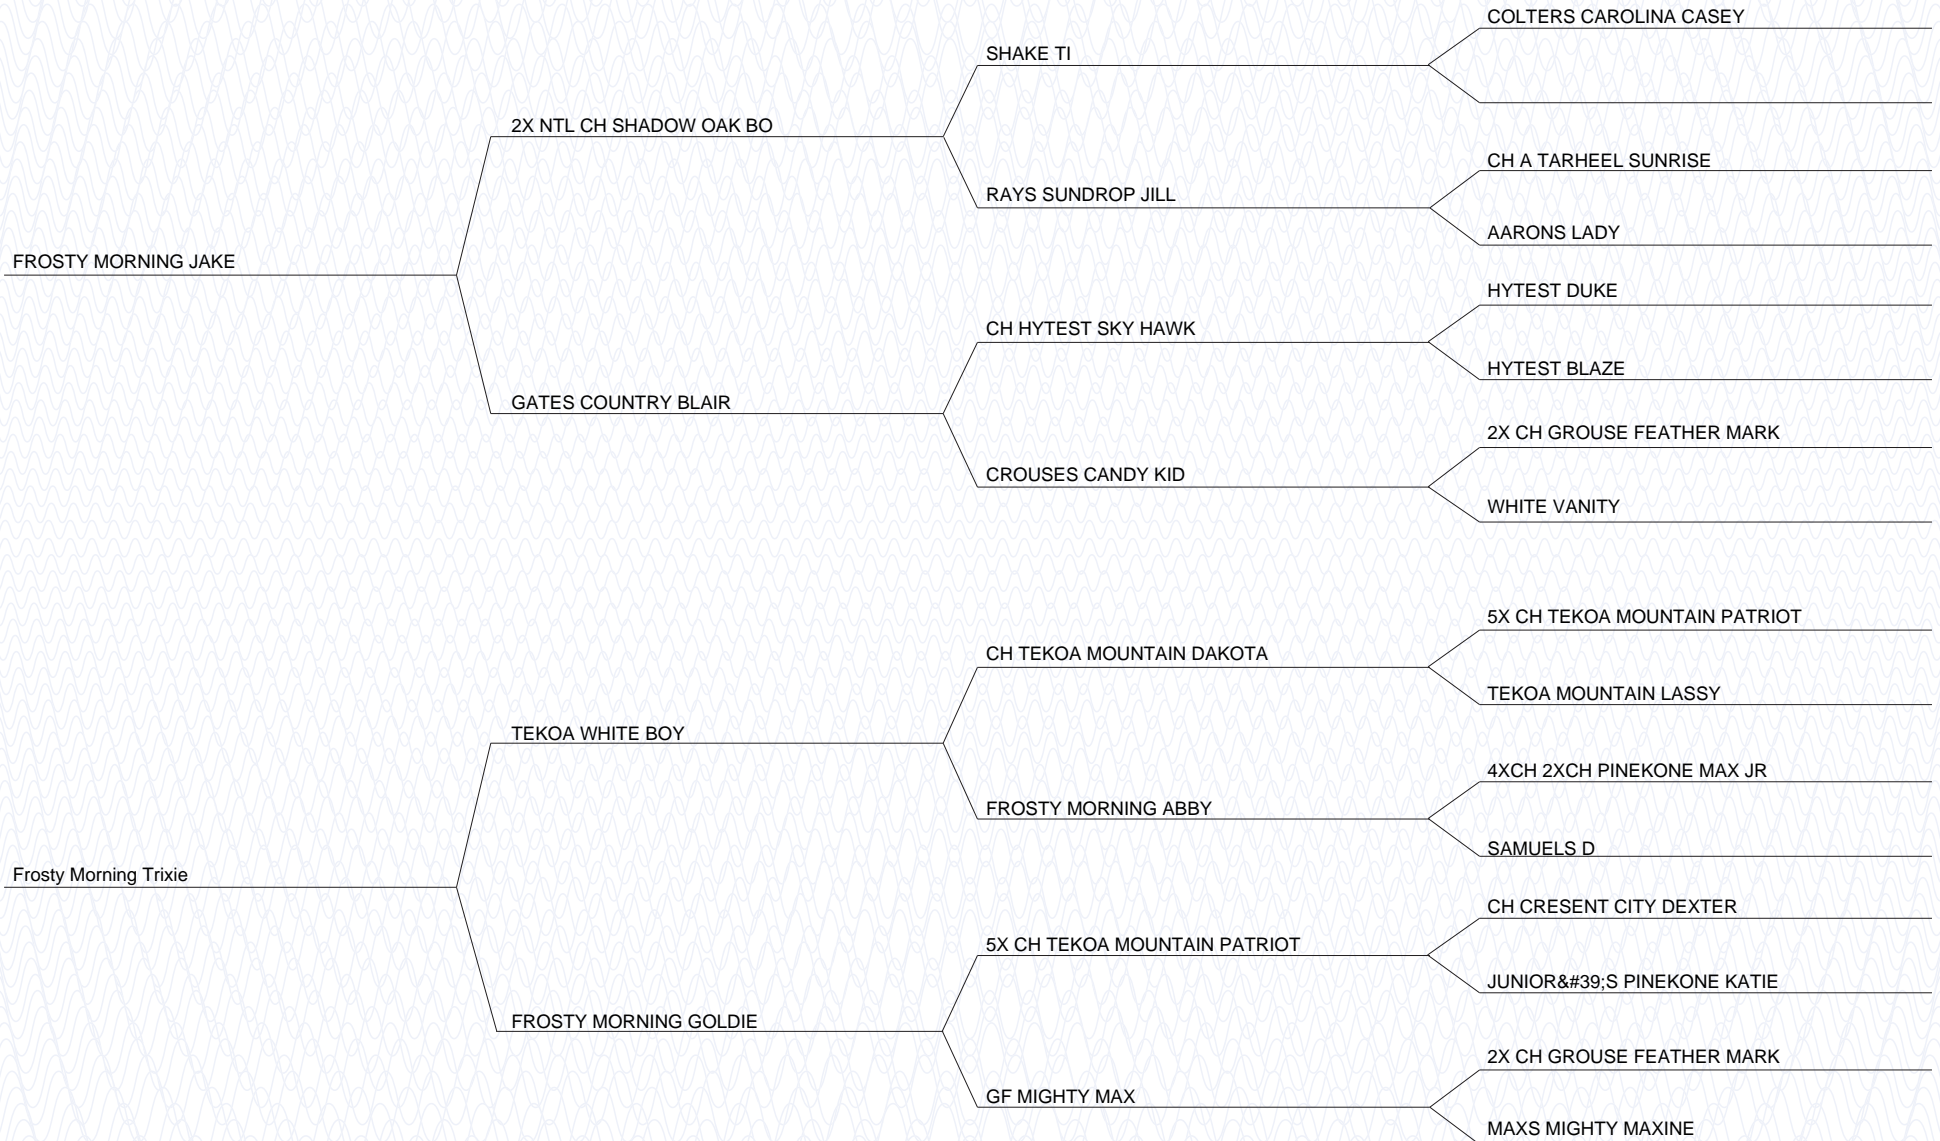 COLTERS CAROLINA CASEY
SHAKE TI
2X NTL CH SHADOW OAK BO
CH A TARHEEL SUNRISE
RAYS SUNDROP JILL
AARONS LADY
FROSTY MORNING JAKE
HYTEST DUKE
CH HYTEST SKY HAWK
HYTEST BLAZE
GATES COUNTRY BLAIR
2X CH GROUSE FEATHER MARK
CROUSES CANDY KID
WHITE VANITY
5X CH TEKOA MOUNTAIN PATRIOT
CH TEKOA MOUNTAIN DAKOTA
TEKOA MOUNTAIN LASSY
TEKOA WHITE BOY
4XCH 2XCH PINEKONE MAX JR
FROSTY MORNING ABBY
SAMUELS D
Frosty Morning Trixie
CH CRESENT CITY DEXTER
5X CH TEKOA MOUNTAIN PATRIOT
JUNIOR&#39;S PINEKONE KATIE
FROSTY MORNING GOLDIE
2X CH GROUSE FEATHER MARK
GF MIGHTY MAX
MAXS MIGHTY MAXINE